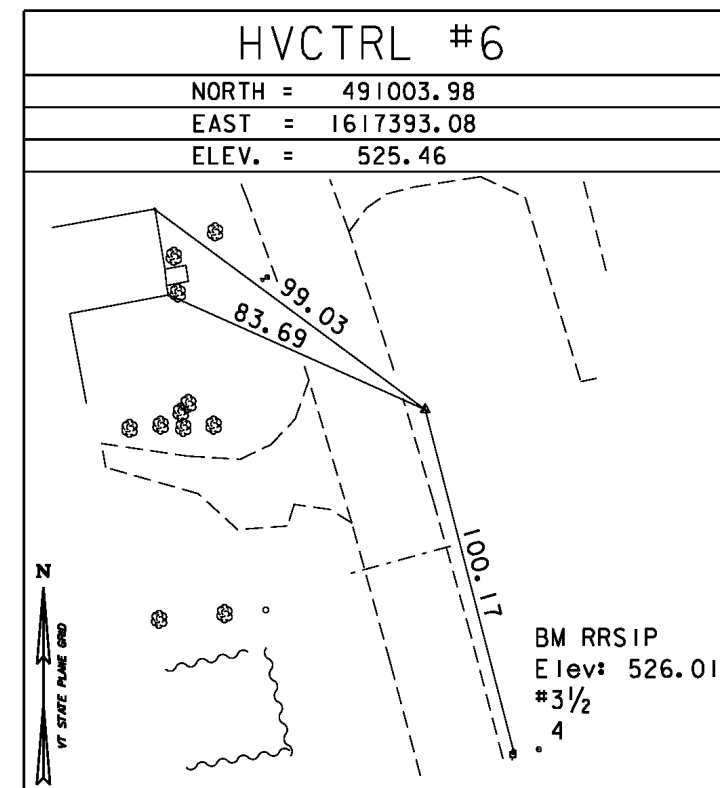 HVCTRL #6
NORTH = 491003.98
EAST = 1617393.08
ELEV. = 525.46
99.03
83.69
100.17
N
VT STATE PLANE GRID
BM RRSIP
Elev: 526.01
#3½
4